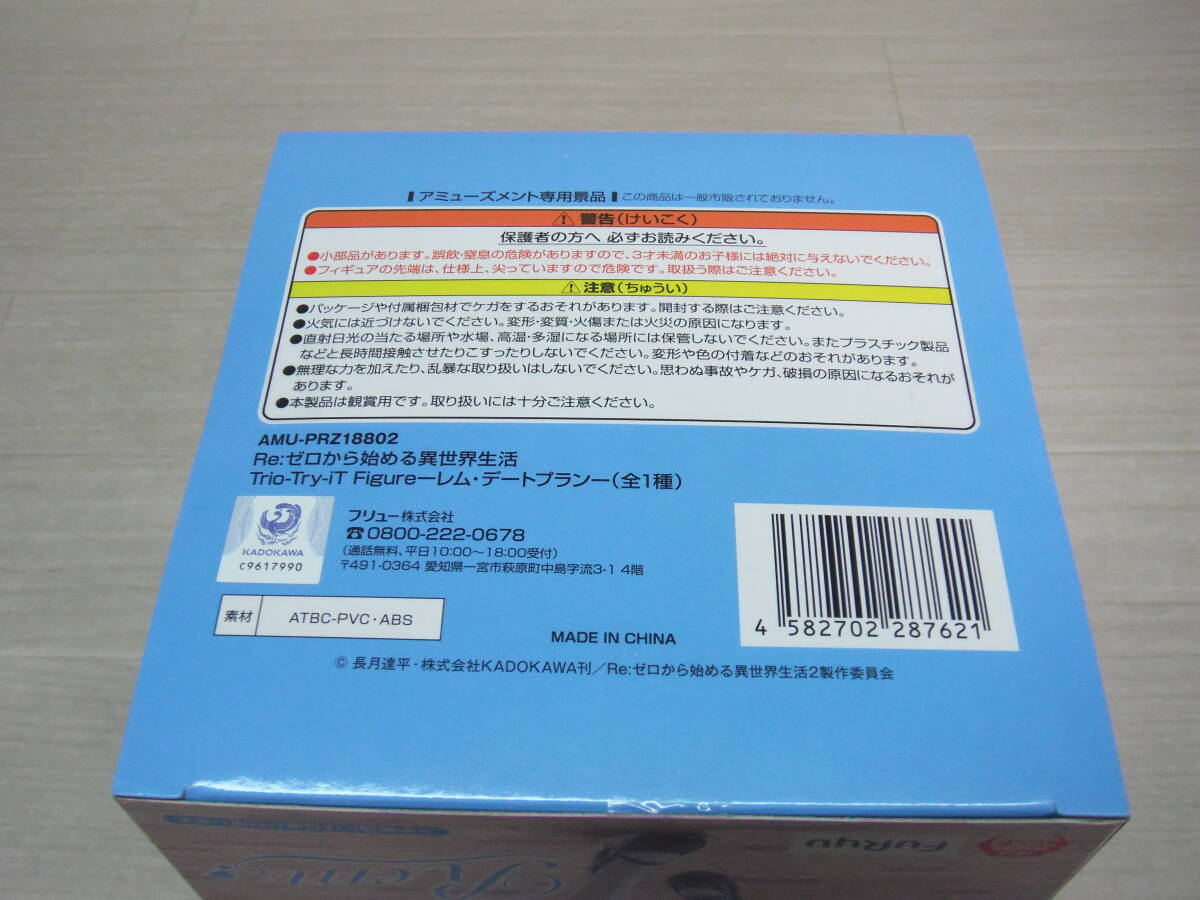 アミューズメント専用景品 この商品は一般市販されておりません。
⚠警告(けいこく)
保護者の方へ 必ずお読みください。
●小部品があります。誤飲・窒息の危険がありますので、3才未満のお子様には絶対に与えないでください。
●フィギュアの先端は、仕様上、尖っていますので危険です。取扱う際はご注意ください。
⚠注意(ちゅうい)
●パッケージや付属梱包材でケガをするおそれがあります。開封する際はご注意ください。
●火気には近づけないでください。変形・変質・火傷または火災の原因になります。
●直射日光の当たる場所や水場、高温・多湿になる場所には保管しないでください。またプラスチック製品
などと長時間接触させたりこすったりしないでください。変形や色の付着などのおそれがあります。
●無理な力を加えたり、乱暴な取り扱いはしないでください。思わぬ事故やケガ、破損の原因になるおそれが
あります。
●本製品は観賞用です。取り扱いには十分ご注意ください。
AMU-PRZ18802
Re:ゼロから始める異世界生活
Trio-Try-iT Figureーレム・デートプランー(全1種)
KADOKAWA
C9617990
フリュー株式会社
☎0800-222-0678
(通話無料、平日10:00~18:00受付)
〒491-0364 愛知県一宮市萩原町中島字流3-1 4階
素材 ATBC-PVC・ABS
MADE IN CHINA
4 582702 287621
© 長月達平・株式会社KADOKAWA刊/Re:ゼロから始める異世界生活2製作委員会
FuRyu
Rem